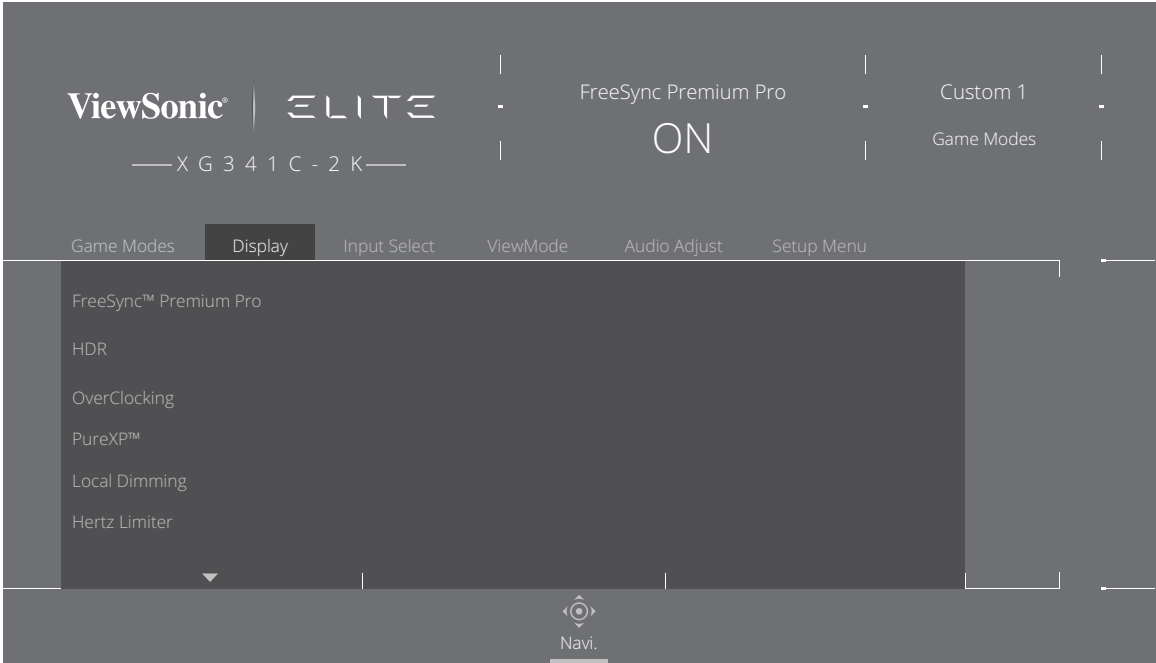 ViewSonic® ELITE
XG341C-2K
FreeSync Premium Pro
ON
Custom 1
Game Modes
Game Modes Display Input Select ViewMode Audio Adjust Setup Menu
FreeSync™ Premium Pro
HDR
OverClocking
PureXP™
Local Dimming
Hertz Limiter
Navi.